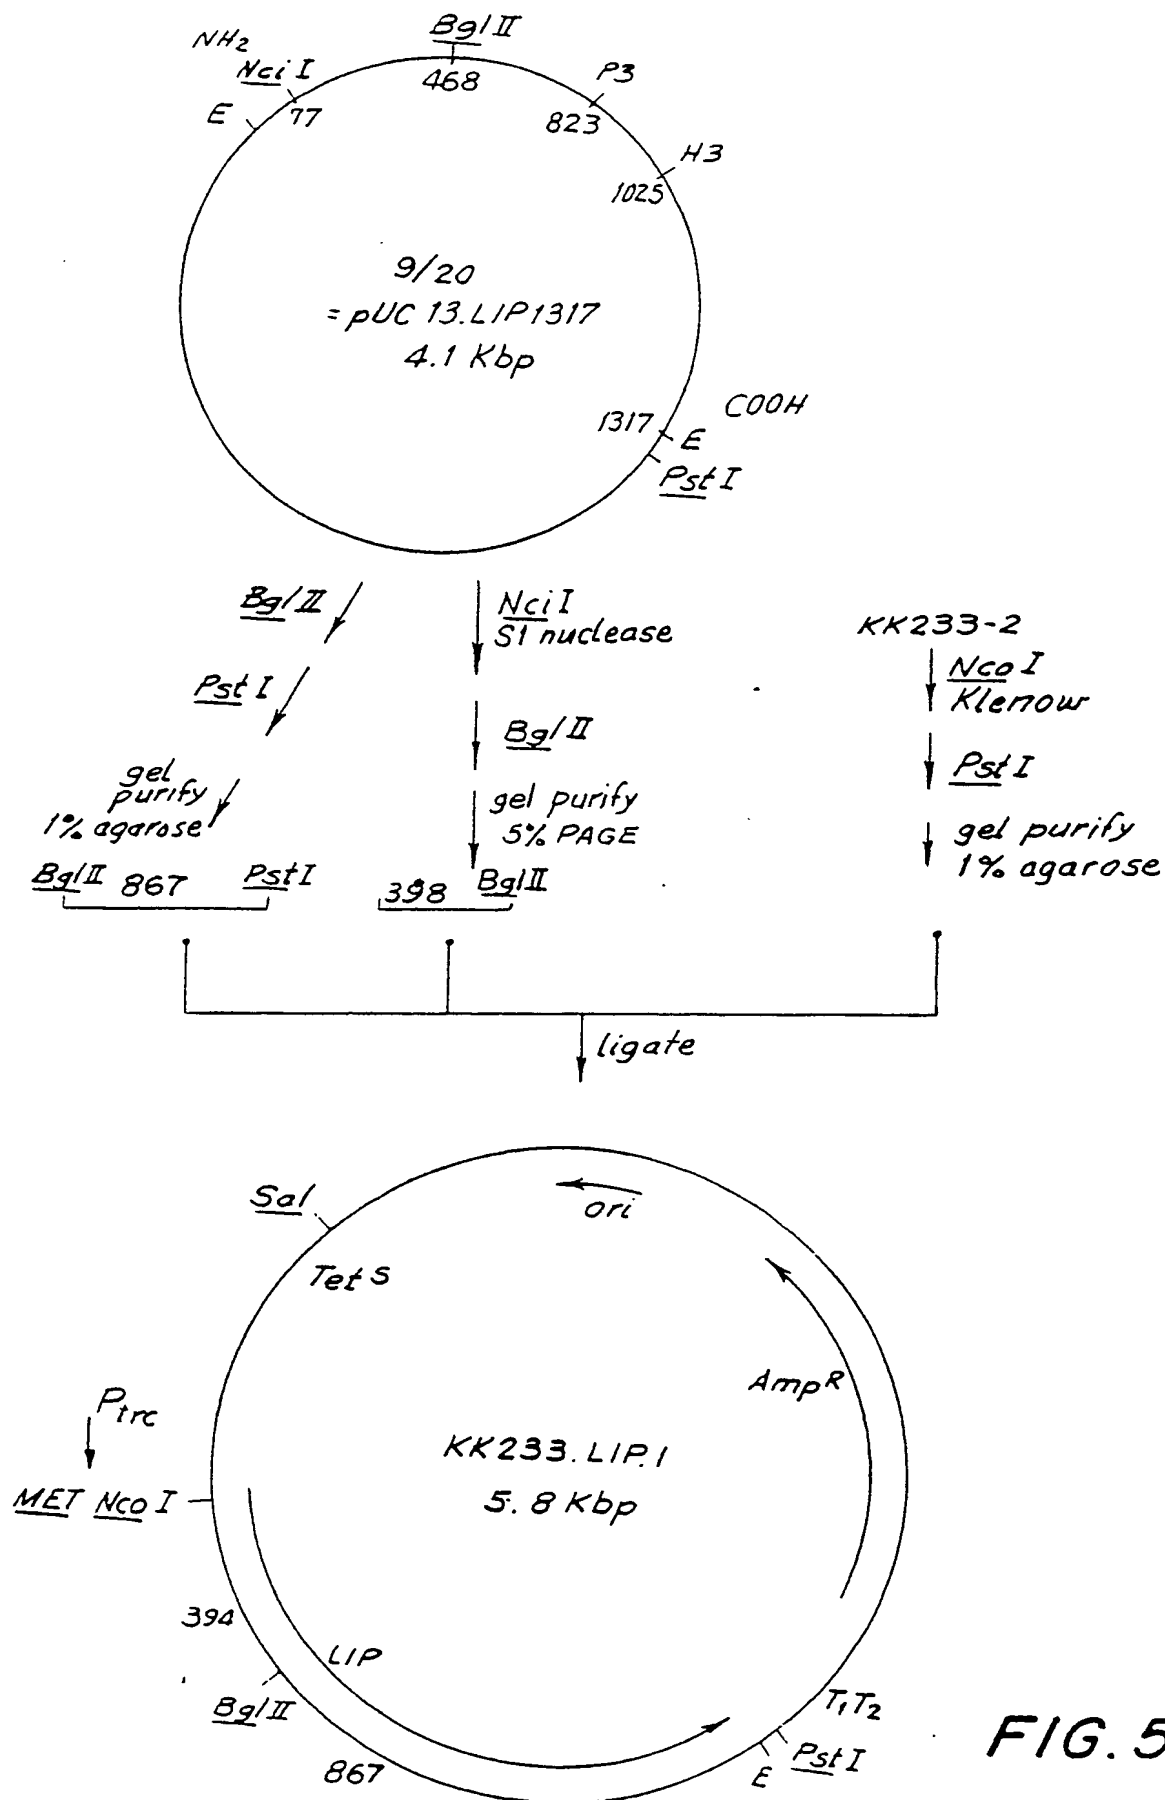 NH2
NciI
E
77
BglII
468
P3
823
H3
1025
9/20
= pUC 13.LIP1317
4.1 Kbp
COOH
1317
E
PstI
BglII
PstI
gel
purify
1% agarose
BglII 867 PstI
NciI
S1 nuclease
BglII
gel purify
5% PAGE
398 BglII
KK233-2
NcoI
Klenow
PstI
gel purify
1% agarose
ligate
ori
Sal
Tet S
Amp R
Ptrc
MET NcoI
KK233.LIP.1
5.8 Kbp
394
LIP
BglII
867
T1T2
PstI
E
FIG.5